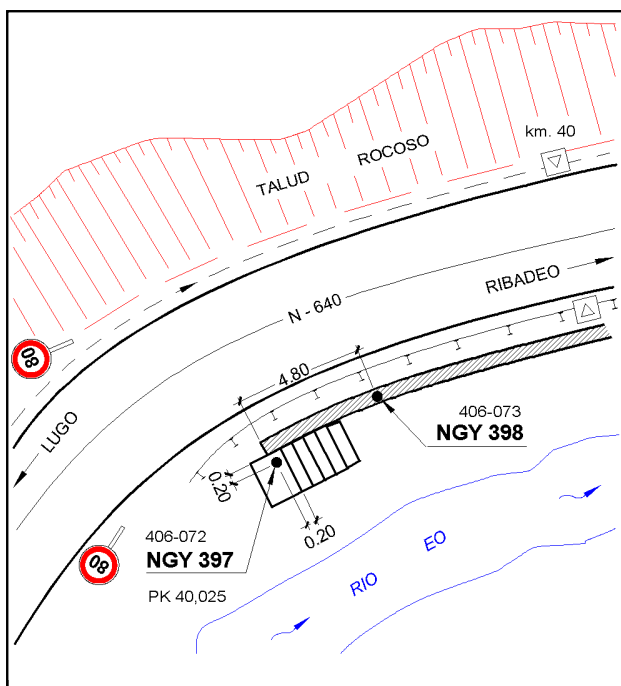 km. 40
TALUD ROCOSO
N - 640
RIBADEO
LUGO
80
4.80
406-073
NGY 398
0.20
0.20
406-072
NGY 397
PK 40,025
80
RIO EO